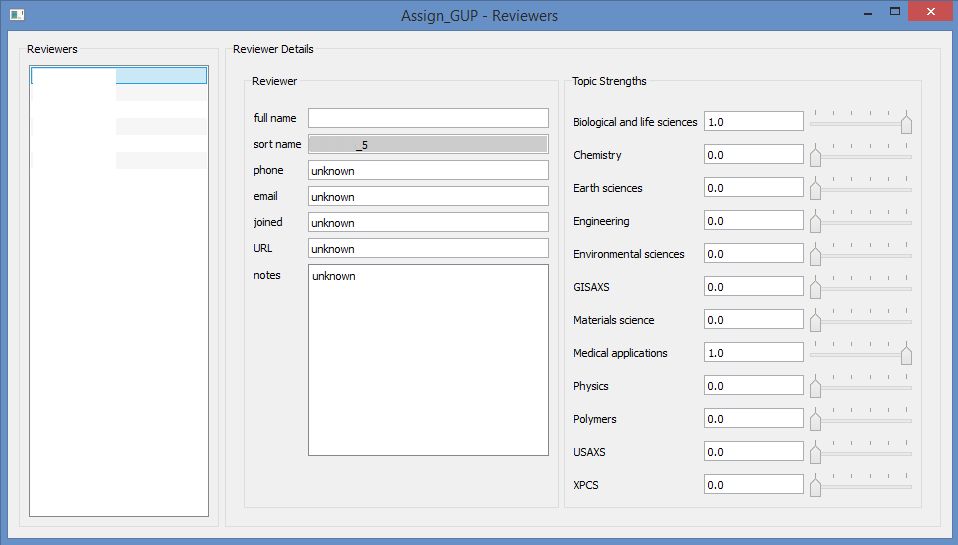 Assign_GUP - Reviewers
Reviewers
Reviewer Details
Reviewer
full name
sort name _5
phone unknown
email unknown
joined unknown
URL unknown
notes unknown
Topic Strengths
Biological and life sciences 1.0
Chemistry 0.0
Earth sciences 0.0
Engineering 0.0
Environmental sciences 0.0
GISAXS 0.0
Materials science 0.0
Medical applications 1.0
Physics 0.0
Polymers 0.0
USAXS 0.0
XPCS 0.0